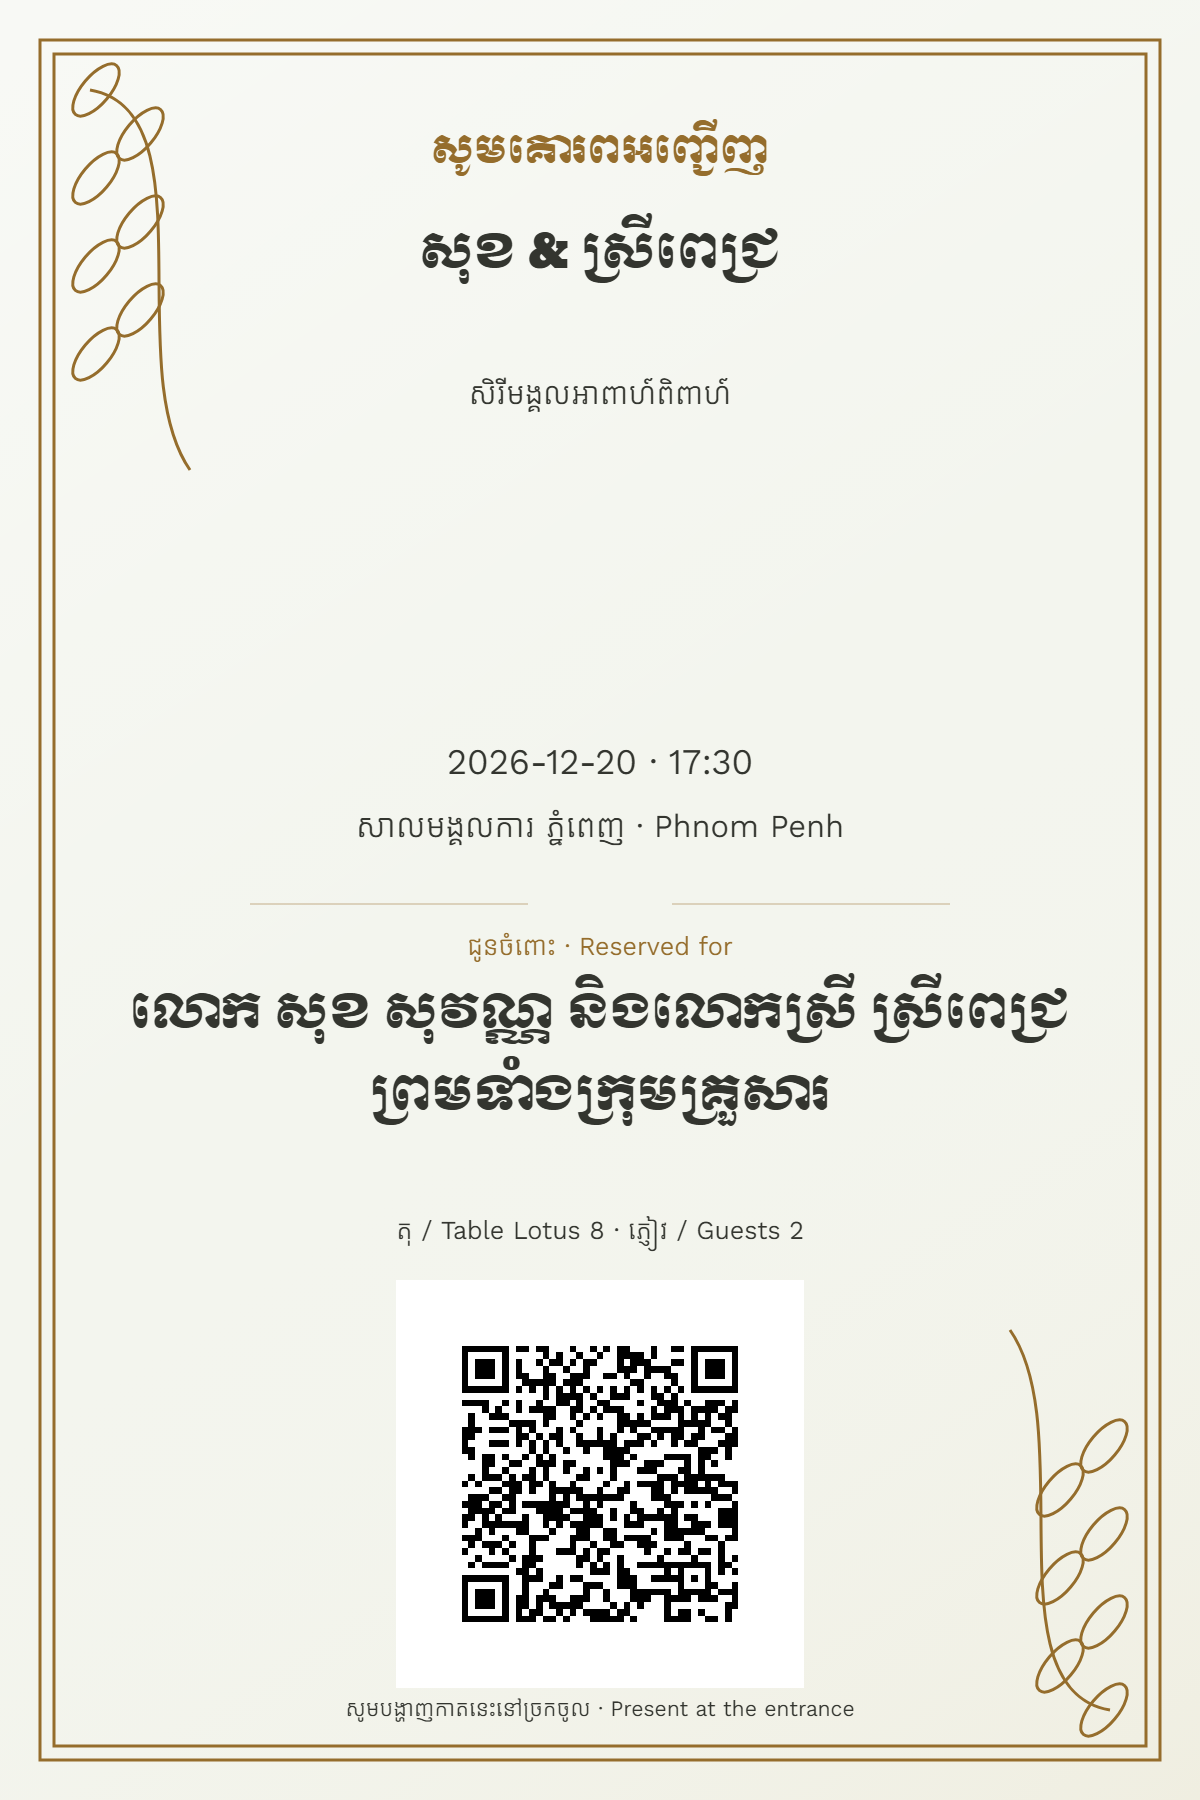 សូមគោរពអញ្ជើញ
សុខ & ស្រីពេជ្រ
សិរីមង្គលអាពាហ៍ពិពាហ៍
2026-12-20 · 17:30
សាលមង្គលការ ភ្នំពេញ · Phnom Penh
ជូនចំពោះ · Reserved for
លោក សុខ សុវណ្ណ និងលោកស្រី ស្រីពេជ្រ
ព្រមទាំងក្រុមគ្រួសារ
តុ / Table Lotus 8 · ភ្ញៀវ / Guests 2
សូមបង្ហាញកាតនេះនៅច្រកចូល · Present at the entrance